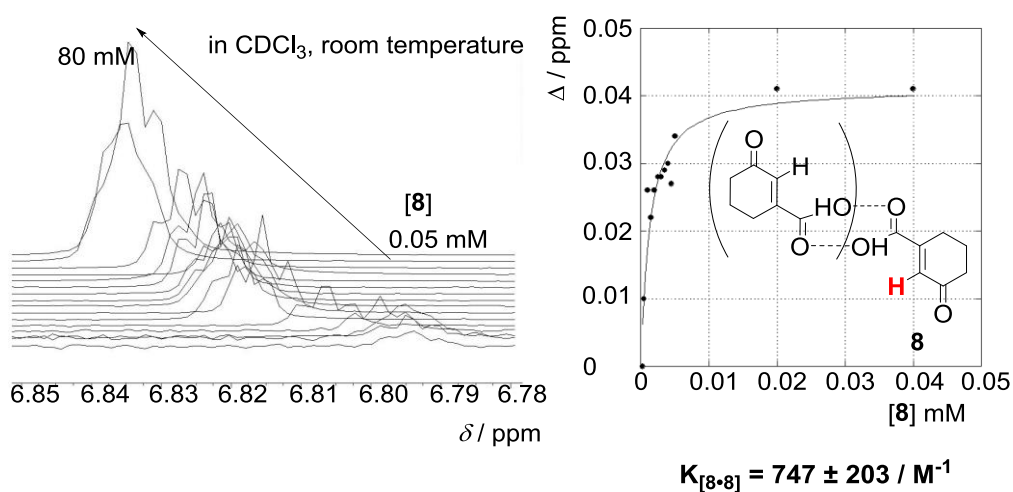 in CDCl3, room temperature
80 mM
[8]
0.05 mM
6.85 6.84 6.83 6.82 6.81 6.80 6.79 6.78
δ / ppm
Δ / ppm
0.05
0.04
0.03
0.02
0.01
0
0 0.01 0.02 0.03 0.04 0.05
[8] mM
O
H
HO
O
O
OH
H
O
8
K[8•8] = 747 ± 203 / M-1